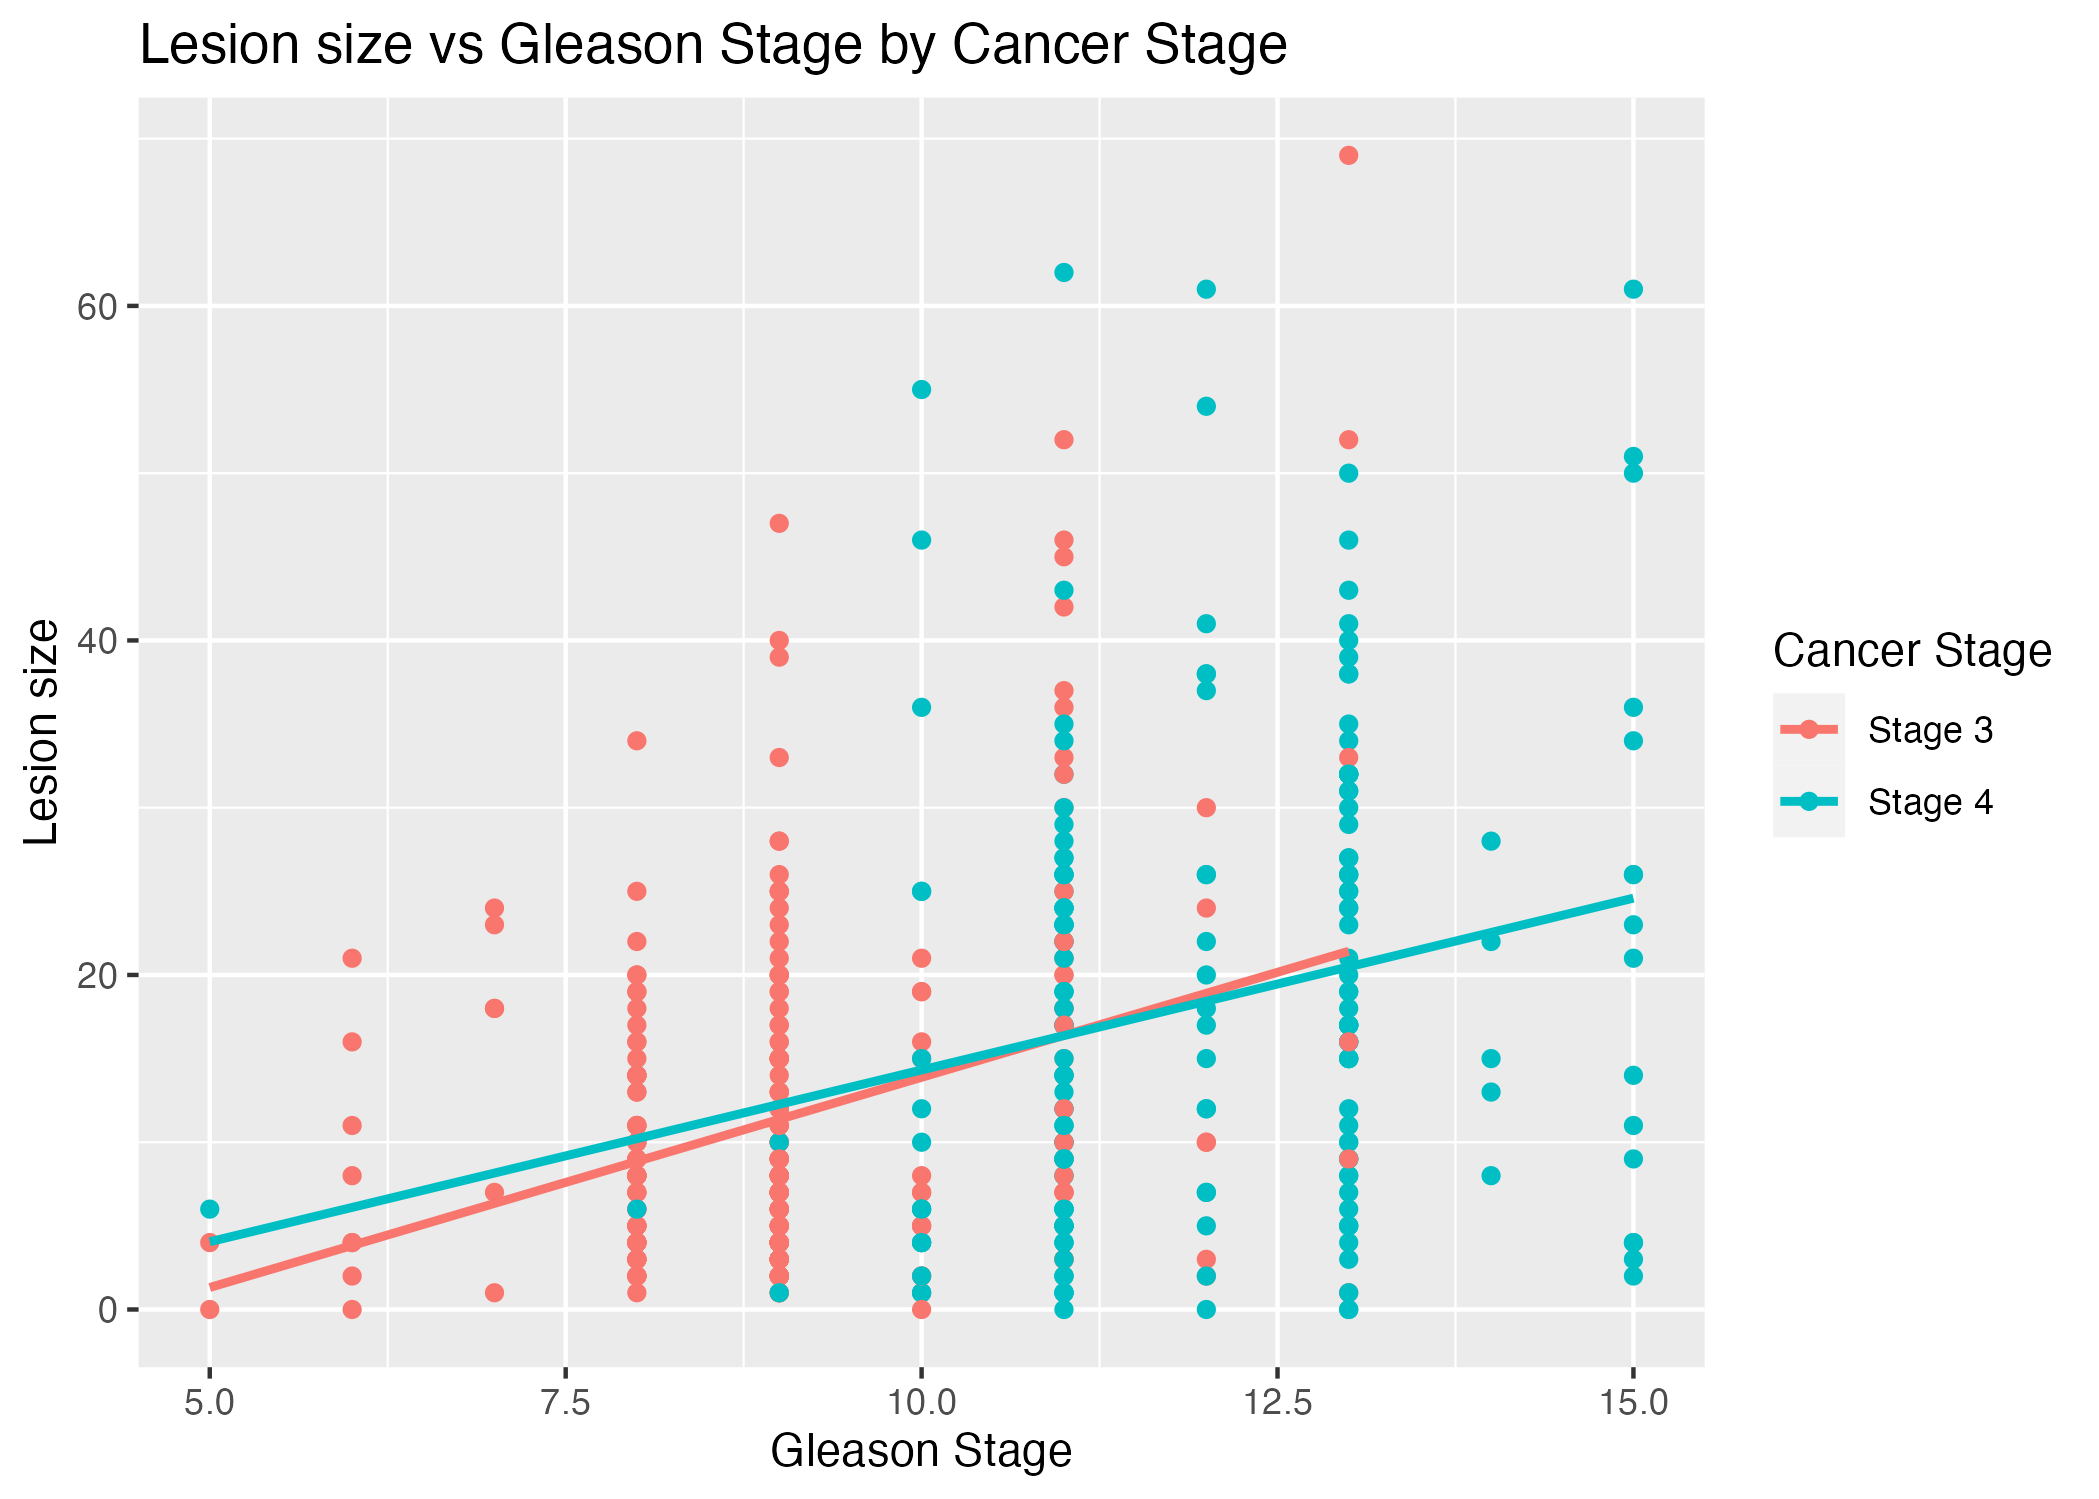 Lesion size vs Gleason Stage by Cancer Stage
60
40
20
0
Lesion size
5.0 7.5 10.0 12.5 15.0
Gleason Stage
Cancer Stage
Stage 3
Stage 4